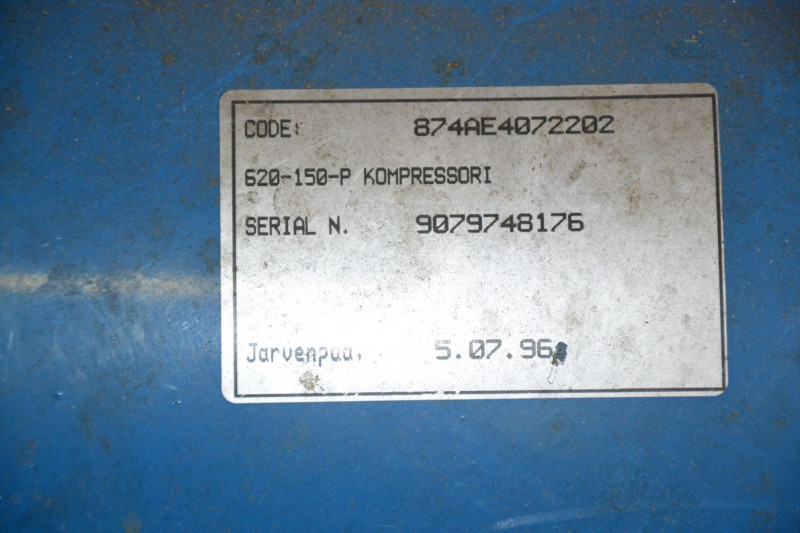 CODE: 874AE4072202
620-150-P KOMPRESSORI
SERIAL N. 9079748176
Jarvenpaa, 5.07.96